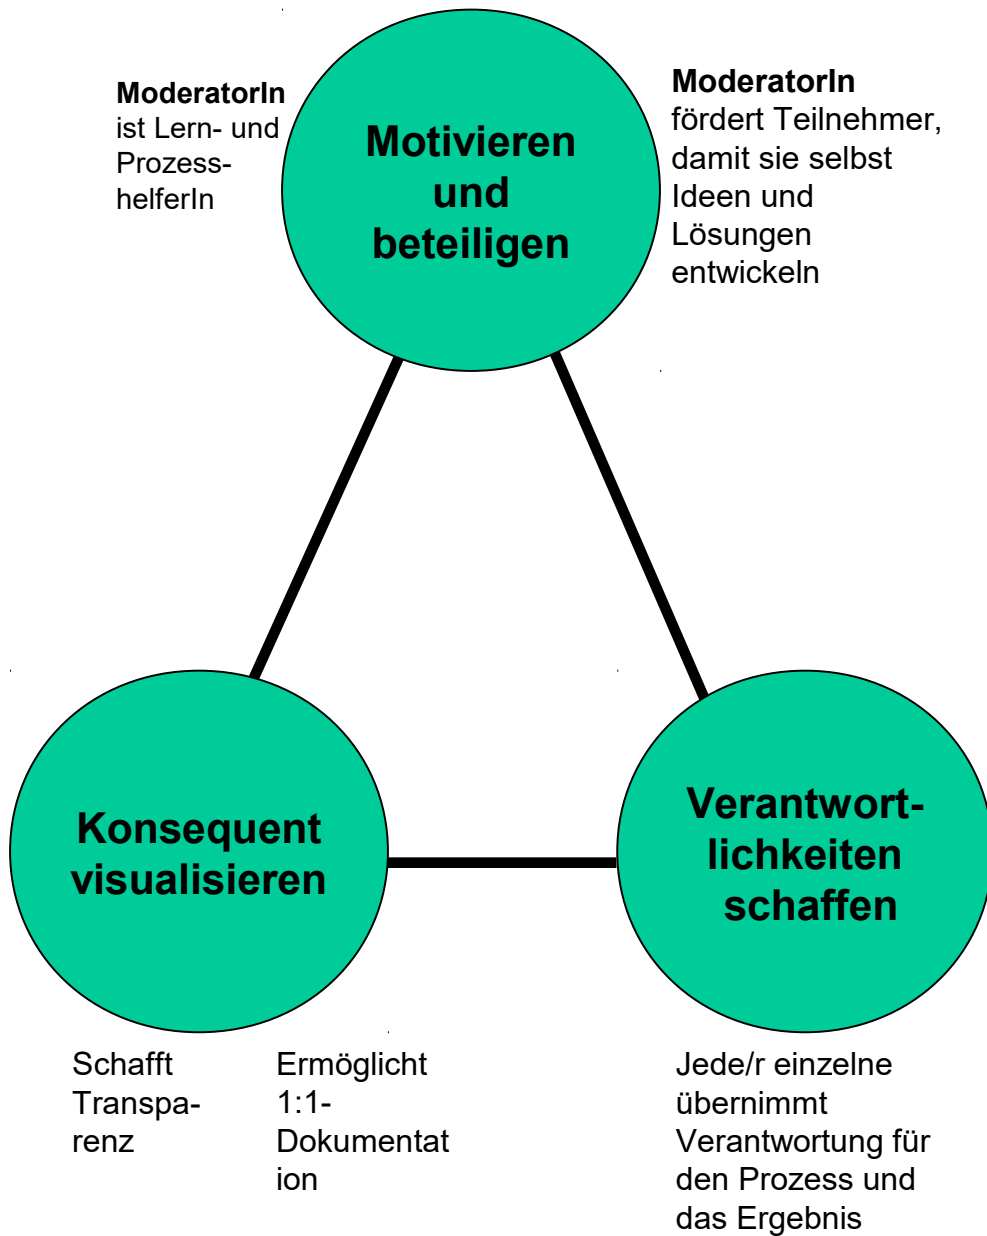 ModeratorIn
ist Lern- und
Prozess-
helferIn
Motivieren
und
beteiligen
ModeratorIn
fördert Teilnehmer,
damit sie selbst
Ideen und
Lösungen
entwickeln
Konsequent
visualisieren
Verantwort-
lichkeiten
schaffen
Schafft
Transpa-
renz
Ermöglicht
1:1-
Dokumentat
ion
Jede/r einzelne
übernimmt
Verantwortung für
den Prozess und
das Ergebnis